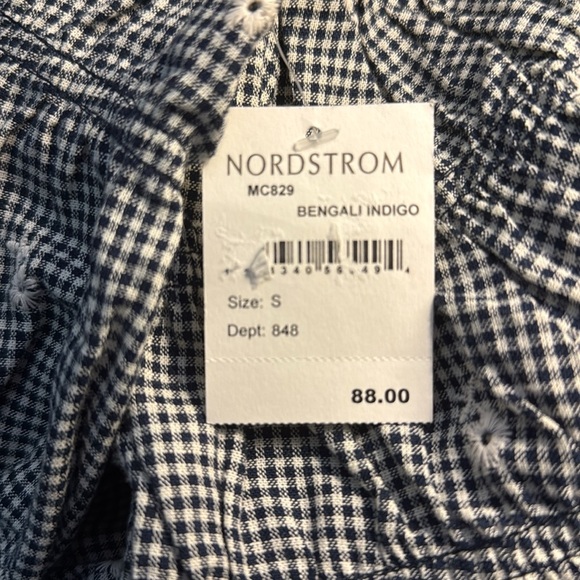 NORDSTROM
MC829
BENGALI INDIGO
Size: S
Dept: 848
88.00